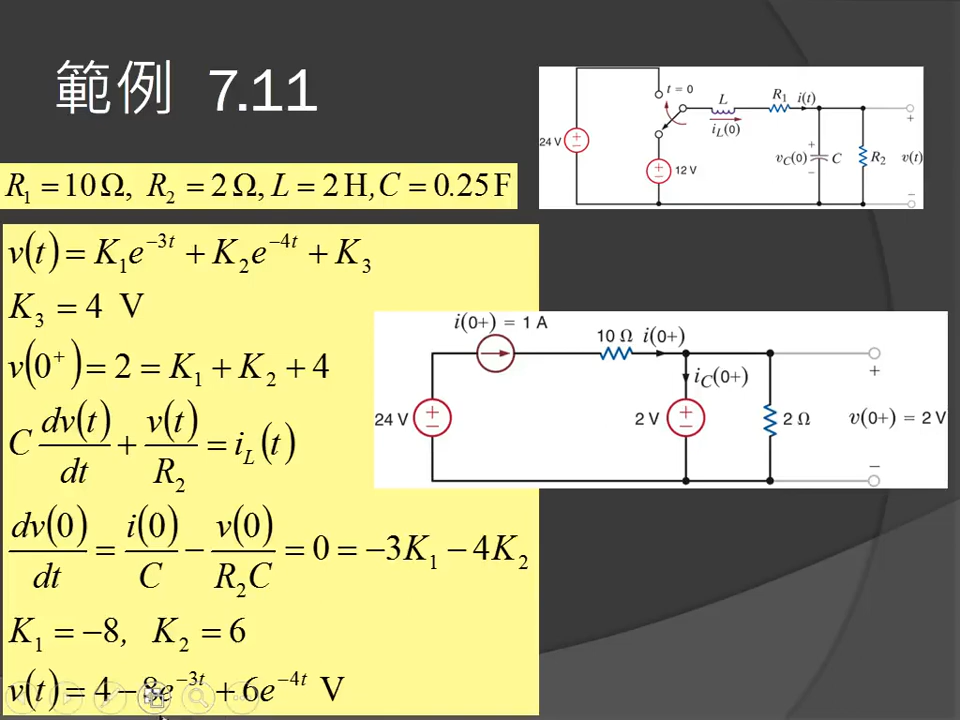 範例 7.11
R₁ = 10 Ω, R₂ = 2 Ω, L = 2 H, C = 0.25 F
v(t) = K₁e⁻³ᵗ + K₂e⁻⁴ᵗ + K₃
K₃ = 4 V
v(0⁺) = 2 = K₁ + K₂ + 4
C dv(t)/dt + v(t)/R₂ = i_L(t)
dv(0)/dt = i(0)/C − v(0)/R₂C = 0 = −3K₁ − 4K₂
K₁ = −8, K₂ = 6
v(t) = 4 − 8e⁻³ᵗ + 6e⁻⁴ᵗ V
t = 0
L
R₁ i(t)
i_L(0)
24 V
12 V
v_C(0)
+
−
C
R₂
+
v(t)
−
i(0+) = 1 A
10 Ω i(0+)
i_C(0+)
24 V
2 V
2 Ω
+
v(0+) = 2 V
−